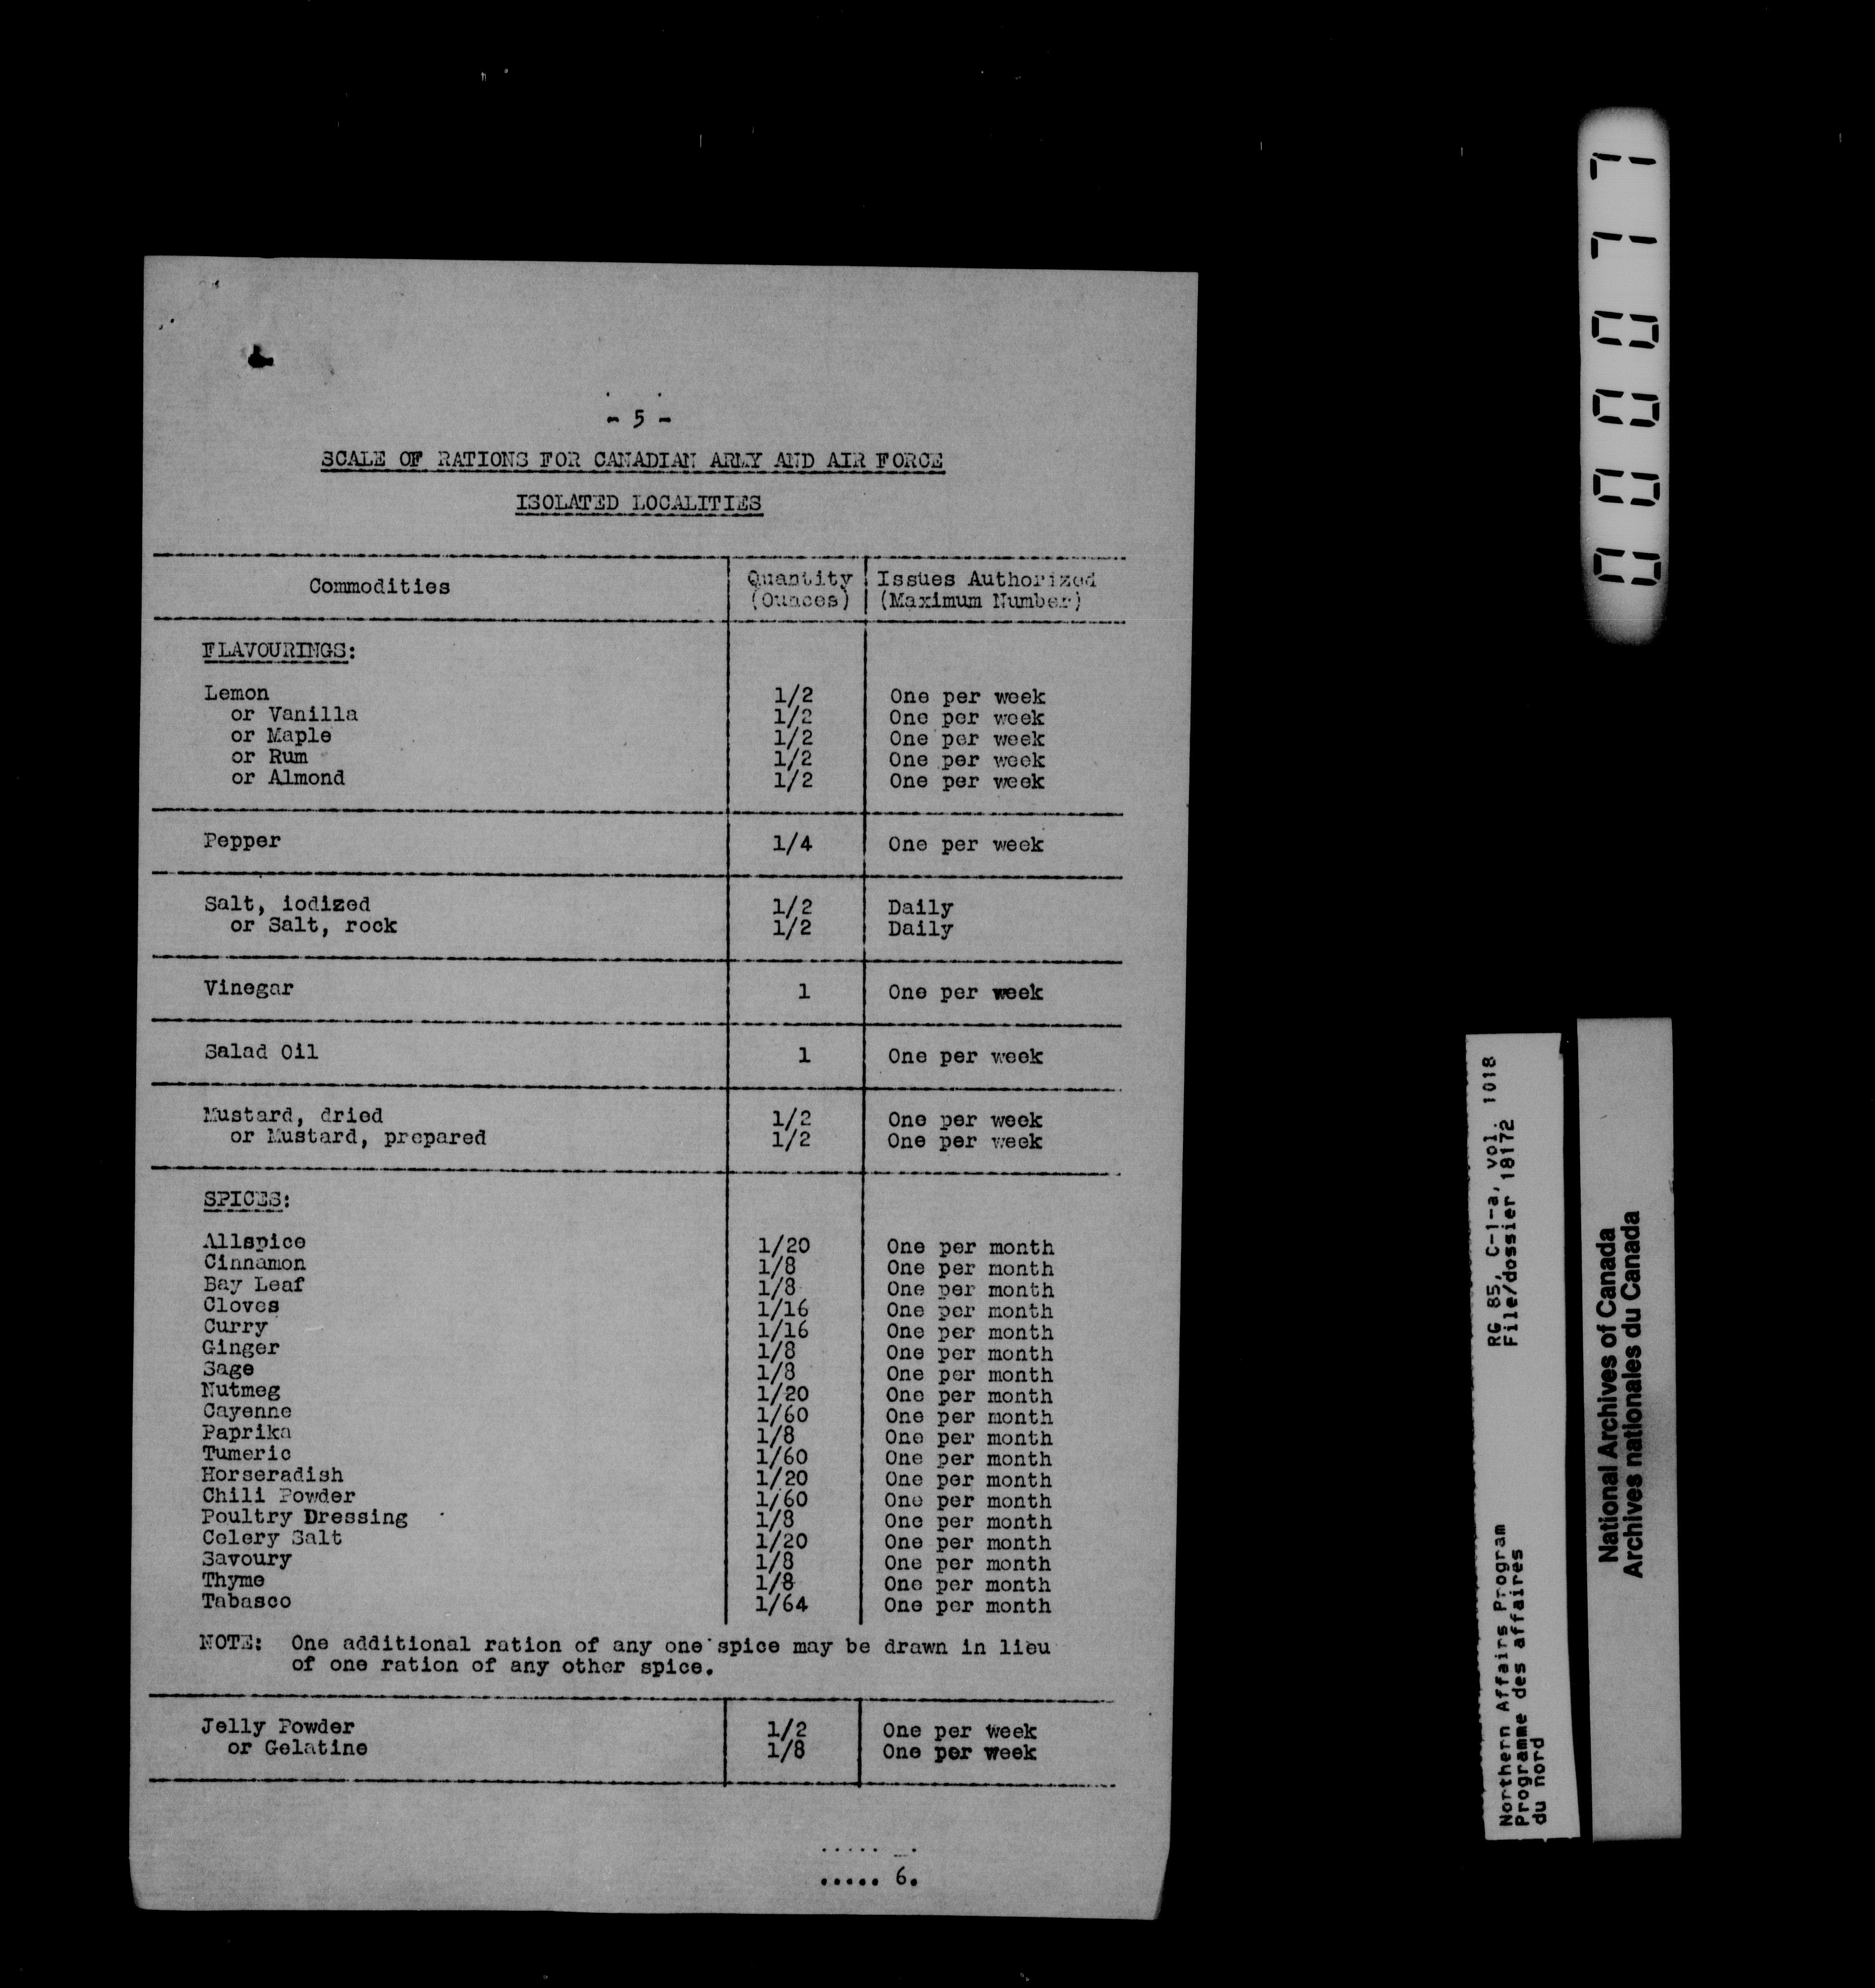 - 5 -
SCALE OF RATIONS FOR CANADIAN ARMY AND AIR FORCE
ISOLATED LOCALITIES
Commodities Quantity (Ounces) Issues Authorized (Maximum Number)
FLAVOURINGS:
Lemon 1/2 One per week
or Vanilla 1/2 One per week
or Maple 1/2 One per week
or Rum 1/2 One per week
or Almond 1/2 One per week
Pepper 1/4 One per week
Salt, iodized 1/2 Daily
or Salt, rock 1/2 Daily
Vinegar 1 One per week
Salad Oil 1 One per week
Mustard, dried 1/2 One per week
or Mustard, prepared 1/2 One per week
SPICES:
Allspice 1/20 One per month
Cinnamon 1/8 One per month
Bay Leaf 1/8 One per month
Cloves 1/16 One per month
Curry 1/16 One per month
Ginger 1/8 One per month
Sage 1/8 One per month
Nutmeg 1/20 One per month
Cayenne 1/60 One per month
Paprika 1/8 One per month
Tumeric 1/60 One per month
Horseradish 1/20 One per month
Chili Powder 1/60 One per month
Poultry Dressing 1/8 One per month
Celery Salt 1/20 One per month
Savoury 1/8 One per month
Thyme 1/8 One per month
Tabasco 1/64 One per month
NOTE: One additional ration of any one spice may be drawn in lieu
of one ration of any other spice.
Jelly Powder 1/2 One per week
or Gelatine 1/8 One per week
..... 6.
000077
RG 85, C-1-a, vol. 1018
File/dossier 18172
Northern Affairs Program
Programme des affaires
du nord
National Archives of Canada
Archives nationales du Canada